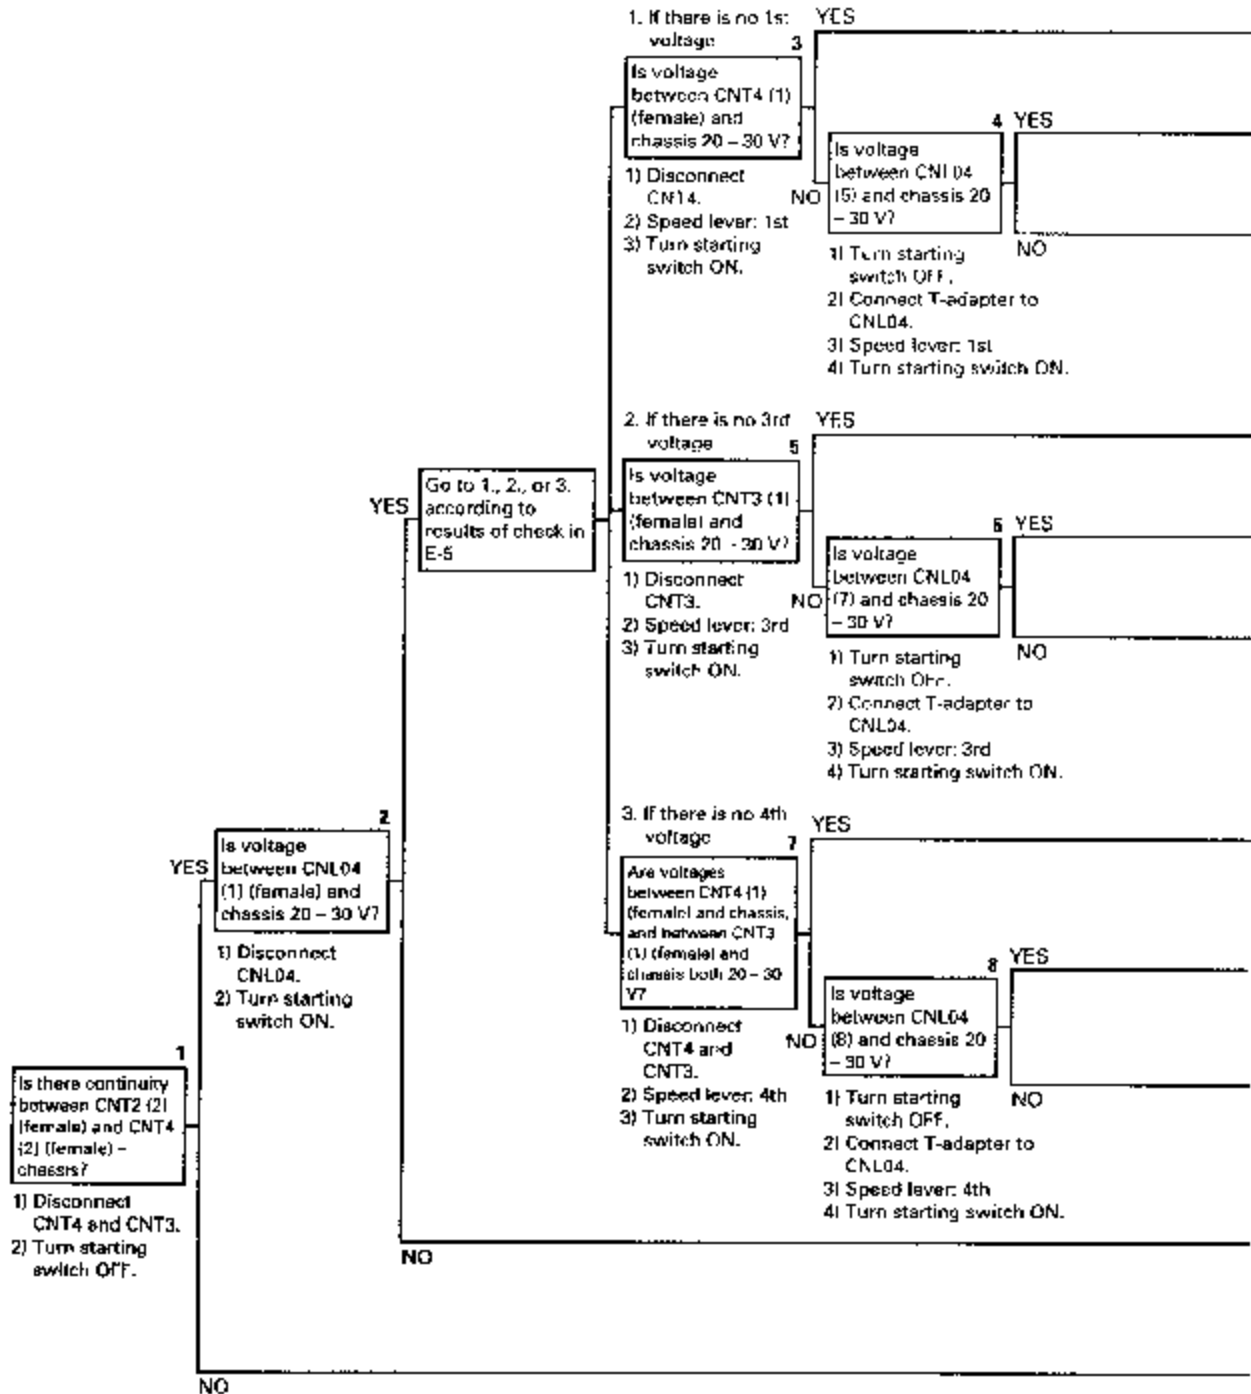 1. If there is no 1st
voltage
3
YES
Is voltage
between CNT4 (1)
(female) and
chassis 20 – 30 V?
1) Disconnect
CNT4.
2) Speed lever: 1st
3) Turn starting
switch ON.
NO
4
YES
Is voltage
between CNL04
(5) and chassis 20
– 30 V?
NO
1) Turn starting
switch OFF.
2) Connect T-adapter to
CNL04.
3) Speed lever: 1st
4) Turn starting switch ON.
2. If there is no 3rd
voltage
5
YES
Is voltage
between CNT3 (1)
(female) and
chassis 20 – 30 V?
1) Disconnect
CNT3.
2) Speed lever: 3rd
3) Turn starting
switch ON.
NO
6
YES
Is voltage
between CNL04
(7) and chassis 20
– 30 V?
NO
1) Turn starting
switch OFF.
2) Connect T-adapter to
CNL04.
3) Speed lever: 3rd
4) Turn starting switch ON.
YES
Go to 1., 2., or 3.
according to
results of check in
E-5
3. If there is no 4th
voltage
7
YES
Are voltages
between CNT4 (1)
(female) and chassis,
and between CNT3
(1) (female) and
chassis both 20 – 30
V?
1) Disconnect
CNT4 and
CNT3.
2) Speed lever: 4th
3) Turn starting
switch ON.
NO
8
YES
Is voltage
between CNL04
(8) and chassis 20
– 30 V?
NO
1) Turn starting
switch OFF.
2) Connect T-adapter to
CNL04.
3) Speed lever: 4th
4) Turn starting switch ON.
2
YES
Is voltage
between CNL04
(1) (female) and
chassis 20 – 30 V?
1) Disconnect
CNL04.
2) Turn starting
switch ON.
NO
1
Is there continuity
between CNT2 (2)
(female) and CNT4
(2) (female) –
chassis?
1) Disconnect
CNT4 and CNT3.
2) Turn starting
switch OFF.
NO